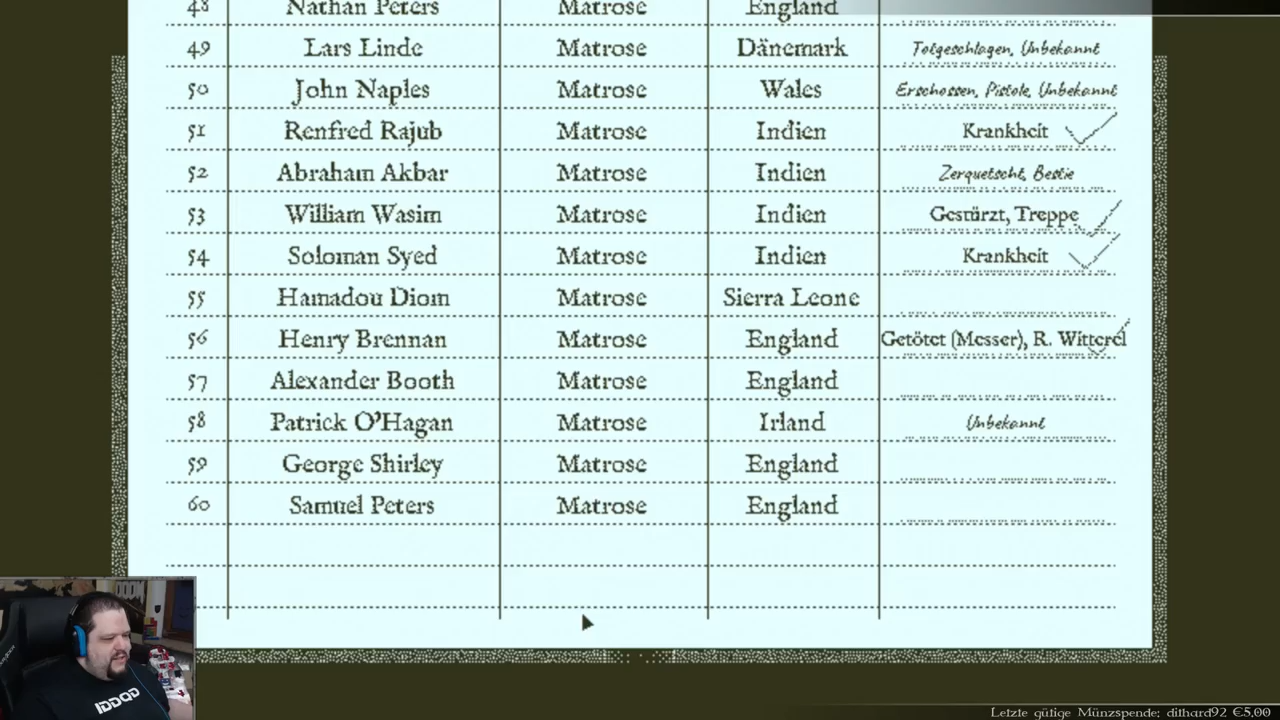 48 Nathan Peters Matrose England
49 Lars Linde Matrose Dänemark Totgeschlagen, Unbekannt
50 John Naples Matrose Wales Erschossen, Pistole, Unbekannt
51 Renfred Rajub Matrose Indien Krankheit
52 Abraham Akbar Matrose Indien Zerquetscht, Bestie
53 William Wasim Matrose Indien Gestürzt, Treppe
54 Soloman Syed Matrose Indien Krankheit
55 Hamadou Diom Matrose Sierra Leone
56 Henry Brennan Matrose England Getötet (Messer), R. Witterel
57 Alexander Booth Matrose England
58 Patrick O'Hagan Matrose Irland Unbekannt
59 George Shirley Matrose England
60 Samuel Peters Matrose England
IDDQD
Letzte gütige Münzspende: dithard92 €5,00